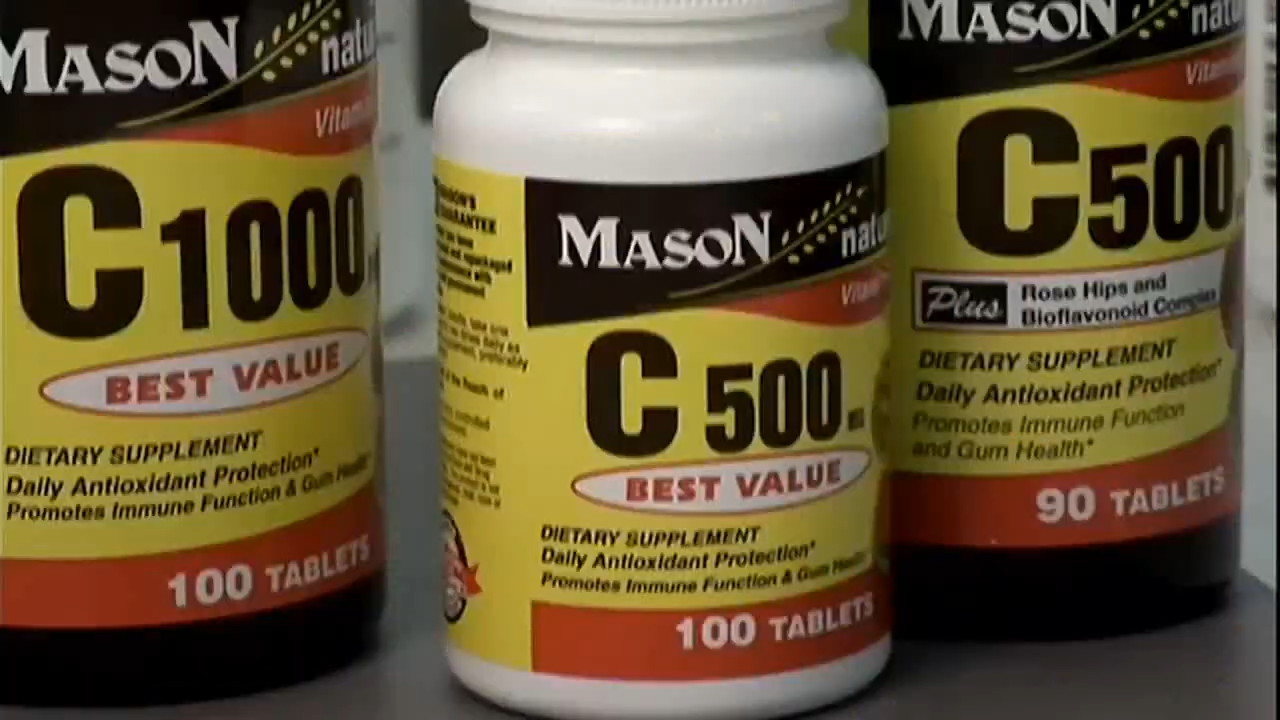 MASON natu
Vitam
C1000
BEST VALUE
DIETARY SUPPLEMENT
Daily Antioxidant Protection*
Promotes Immune Function & Gum Health*
100 TABLETS
MASON natu
Vitam
C 500
BEST VALUE
DIETARY SUPPLEMENT
Daily Antioxidant Protection*
Promotes Immune Function & Gum Health
100 TABLETS
MASON natu
Vitam
C500
Plus Rose Hips and
Bioflavonoid Complex
DIETARY SUPPLEMENT
Daily Antioxidant Protection*
Promotes Immune Function
and Gum Health*
90 TABLETS